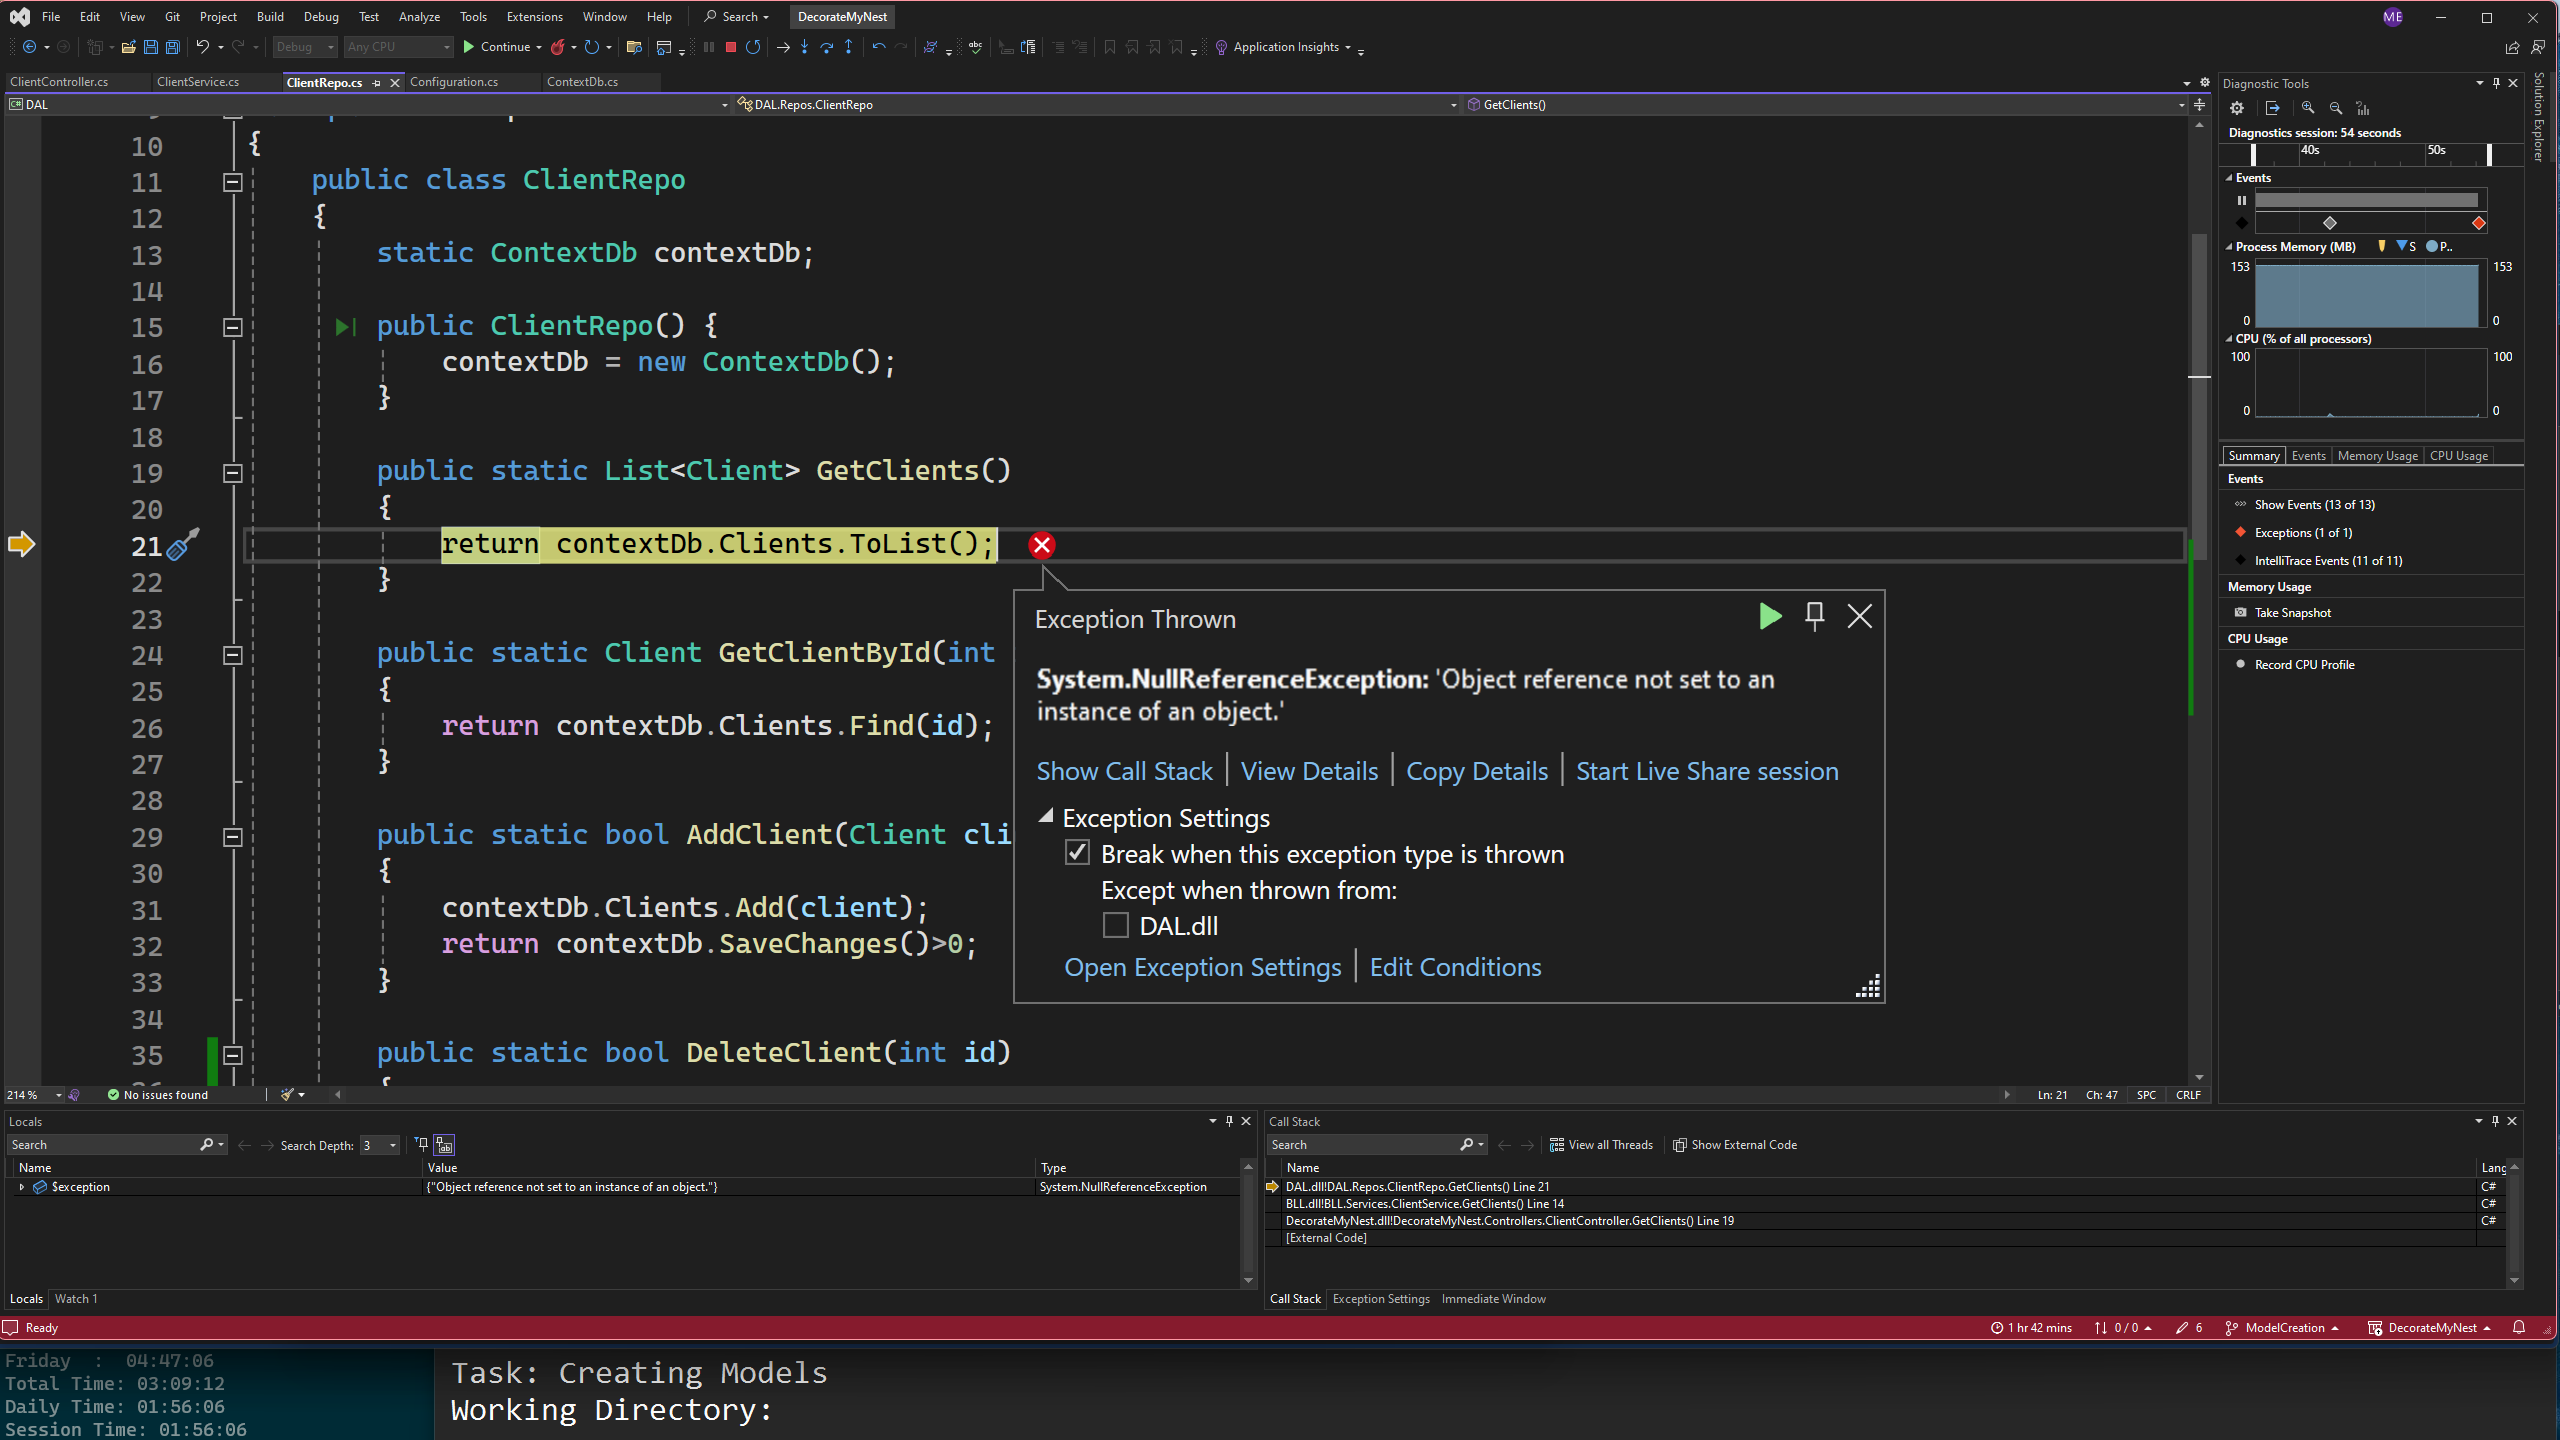 File Edit View Git Project Build Debug Test Analyze Tools Extensions Window Help Search DecorateMyNest ME
Debug Any CPU Continue Application Insights
ClientController.cs ClientService.cs ClientRepo.cs Configuration.cs ContextDb.cs
DAL DAL.Repos.ClientRepo GetClients()
10 {
11 public class ClientRepo
12 {
13 static ContextDb contextDb;
14
15 public ClientRepo() {
16 contextDb = new ContextDb();
17 }
18
19 public static List<Client> GetClients()
20 {
21 return contextDb.Clients.ToList();
22 }
23
24 public static Client GetClientById(int
25 {
26 return contextDb.Clients.Find(id);
27 }
28
29 public static bool AddClient(Client cli
30 {
31 contextDb.Clients.Add(client);
32 return contextDb.SaveChanges()>0;
33 }
34
35 public static bool DeleteClient(int id)
Exception Thrown
System.NullReferenceException: 'Object reference not set to an
instance of an object.'
Show Call Stack | View Details | Copy Details | Start Live Share session
Exception Settings
Break when this exception type is thrown
Except when thrown from:
DAL.dll
Open Exception Settings | Edit Conditions
214 % No issues found Ln: 21 Ch: 47 SPC CRLF
Diagnostic Tools
Diagnostics session: 54 seconds
40s 50s
Events
Process Memory (MB) S P..
153 153
0 0
CPU (% of all processors)
100 100
0 0
Summary Events Memory Usage CPU Usage
Events
Show Events (13 of 13)
Exceptions (1 of 1)
IntelliTrace Events (11 of 11)
Memory Usage
Take Snapshot
CPU Usage
Record CPU Profile
Solution Explorer
Locals
Search Search Depth: 3
Name Value Type
$exception {"Object reference not set to an instance of an object."} System.NullReferenceException
Locals Watch 1
Call Stack
Search View all Threads Show External Code
Name Lang
DAL.dll!DAL.Repos.ClientRepo.GetClients() Line 21 C#
BLL.dll!BLL.Services.ClientService.GetClients() Line 14 C#
DecorateMyNest.dll!DecorateMyNest.Controllers.ClientController.GetClients() Line 19 C#
[External Code]
Call Stack Exception Settings Immediate Window
Ready 1 hr 42 mins 0 / 0 6 ModelCreation DecorateMyNest
Friday : 04:47:06
Total Time: 03:09:12
Daily Time: 01:56:06
Session Time: 01:56:06
Task: Creating Models
Working Directory: